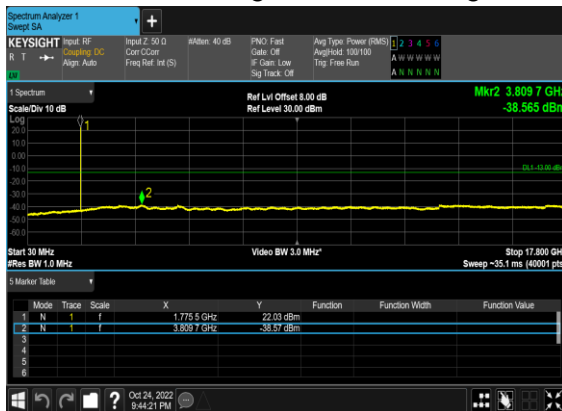 Spectrum Analyzer 1
Swept SA
+
KEYSIGHT Input: RF Input Z: 50 Ω #Atten: 40 dB PNO: Fast Avg Type: Power (RMS) 1 2 3 4 5 6
R T Coupling: DC Corr CCorr Gate: Off Avg|Hold: 100/100 A W W W W W
Align: Auto Freq Ref: Int (S) IF Gain: Low Trig: Free Run
Sig Track: Off A N N N N N
1 Spectrum Ref Lvl Offset 8.00 dB Mkr2 3.809 7 GHz
Scale/Div 10 dB Ref Level 30.00 dBm -38.565 dBm
Log
1
20.0
10.0
0.00
-10.0 DL1 -13.00 dBm
-20.0
2
-30.0
-40.0
-50.0
-60.0
Start 30 MHz Video BW 3.0 MHz* Stop 17.800 GHz
#Res BW 1.0 MHz Sweep ~35.1 ms (40001 pts)
5 Marker Table
Mode Trace Scale X Y Function Function Width Function Value
1 N 1 f 1.775 5 GHz 22.03 dBm
2 N 1 f 3.809 7 GHz -38.57 dBm
3
4
5
6
? Oct 24, 2022
9:44:21 PM